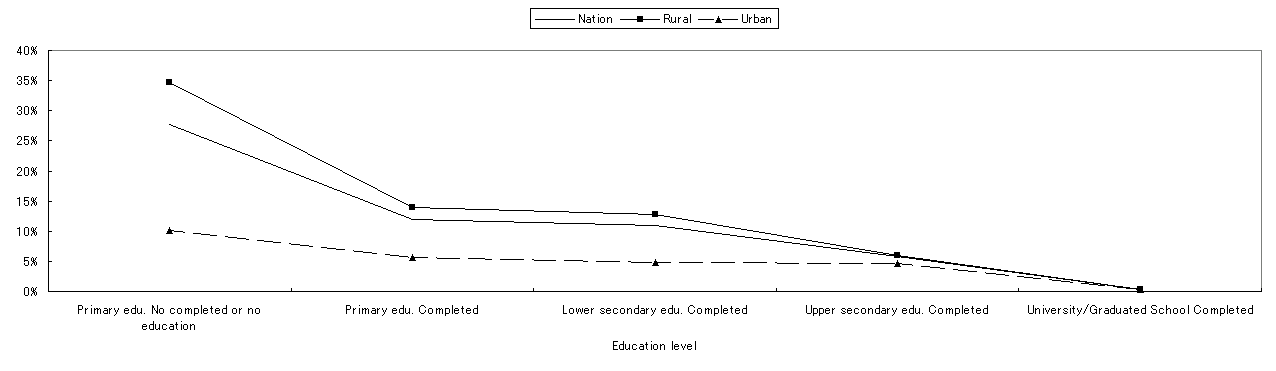 Nation Rural Urban
40%
35%
30%
25%
20%
15%
10%
5%
0%
Primary edu. No completed or no
education
Primary edu. Completed
Lower secondary edu. Completed
Upper secondary edu. Completed
University/Graduated School Completed
Education level